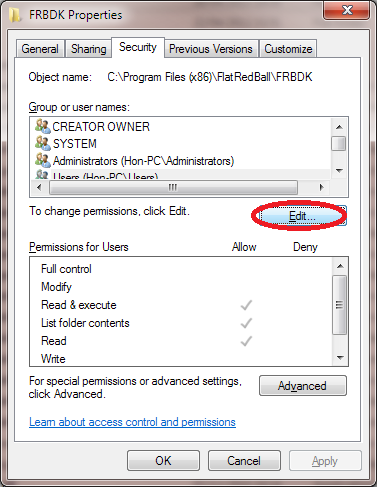 FRBDK Properties
General Sharing Security Previous Versions Customize
Object name: C:\Program Files (x86)\FlatRedBall\FRBDK
Group or user names:
CREATOR OWNER
SYSTEM
Administrators (Hon-PC\Administrators)
Users (Hon-PC\Users)
To change permissions, click Edit.
Edit...
Permissions for Users Allow Deny
Full control
Modify
Read & execute
List folder contents
Read
Write
For special permissions or advanced settings,
click Advanced.
Advanced
Learn about access control and permissions
OK Cancel Apply